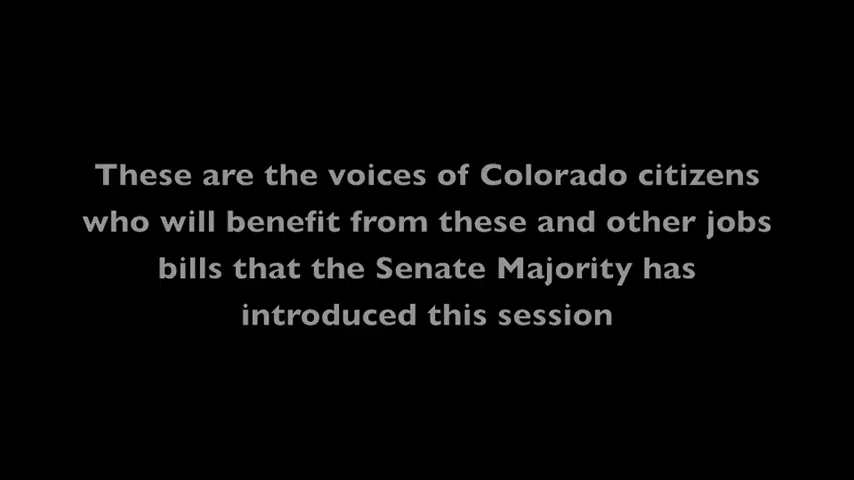 These are the voices of Colorado citizens
who will benefit from these and other jobs
bills that the Senate Majority has
introduced this session